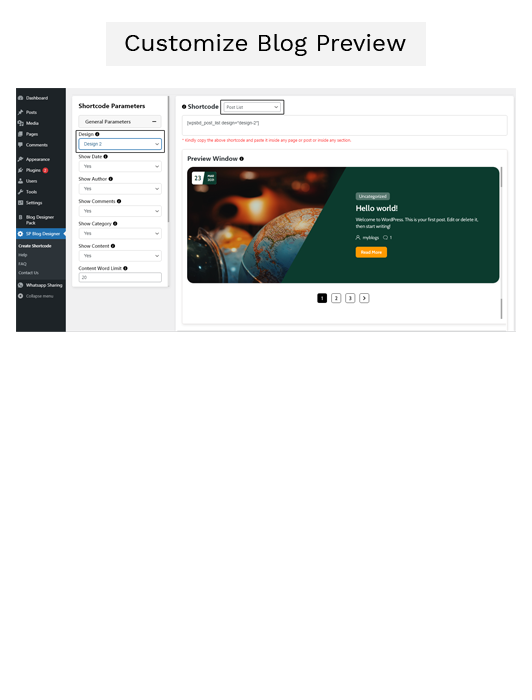 Customize Blog Preview
Dashboard
Posts
Media
Pages
Comments
Appearance
Plugins 2
Users
Tools
Settings
Blog Designer
Pack
SP Blog Designer
Create Shortcode
Help
FAQ
Contact Us
Whatsapp Sharing
Collapse menu
Shortcode Parameters
General Parameters
Design
Design 2
Show Date
Yes
Show Author
Yes
Show Comments
Yes
Show Category
Yes
Show Content
Yes
Content Word Limit
20
Shortcode Post List
[wpsbd_post_list design="design-2"]
* Kindly copy the above shortcode and paste it inside any page or post or inside any section.
Preview Window
23
Uncategorized
Hello world!
Welcome to WordPress. This is your first post. Edit or delete it,
then start writing!
myblogs 1
Read More
1 2 3